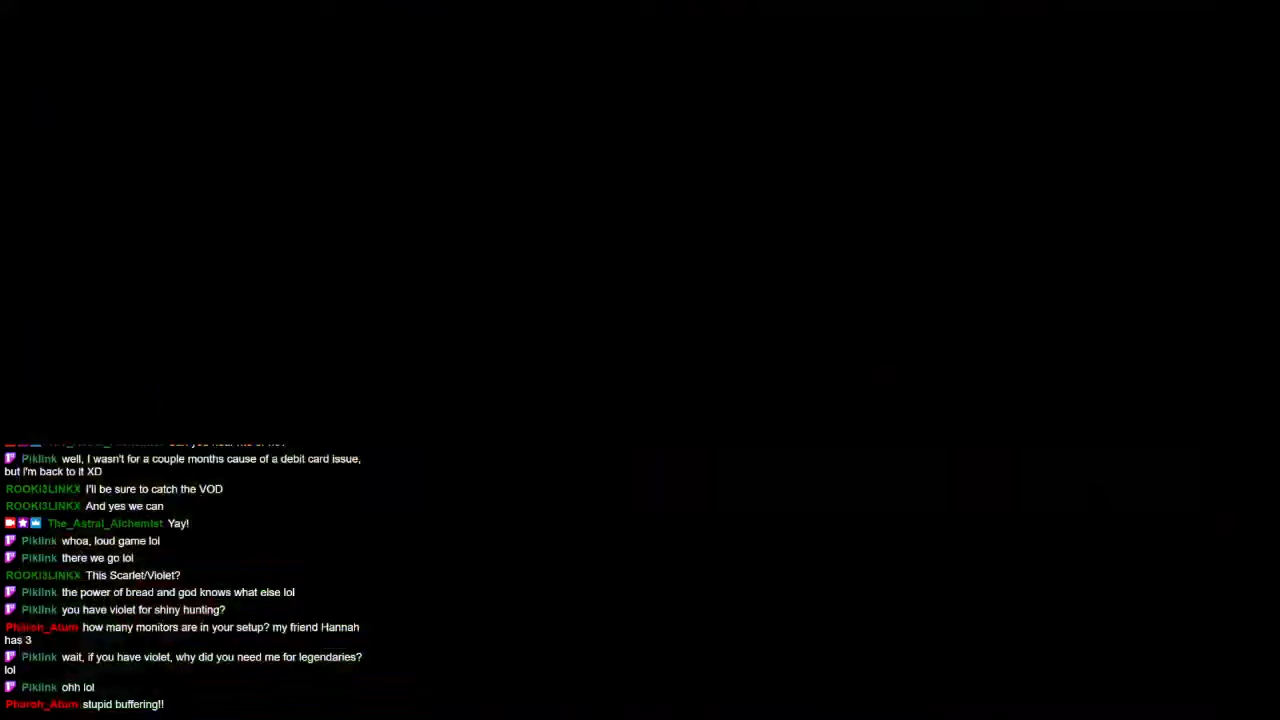 Piklink well, I wasn't for a couple months cause of a debit card issue,
but I'm back to it XD
ROOKI3LINKX I'll be sure to catch the VOD
ROOKI3LINKX And yes we can
The_Astral_Alchemist Yay!
Piklink whoa, loud game lol
Piklink there we go lol
ROOKI3LINKX This Scarlet/Violet?
Piklink the power of bread and god knows what else lol
Piklink you have violet for shiny hunting?
Pharoh_Atum how many monitors are in your setup? my friend Hannah
has 3
Piklink wait, if you have violet, why did you need me for legendaries?
lol
Piklink ohh lol
Pharoh_Atum stupid buffering!!